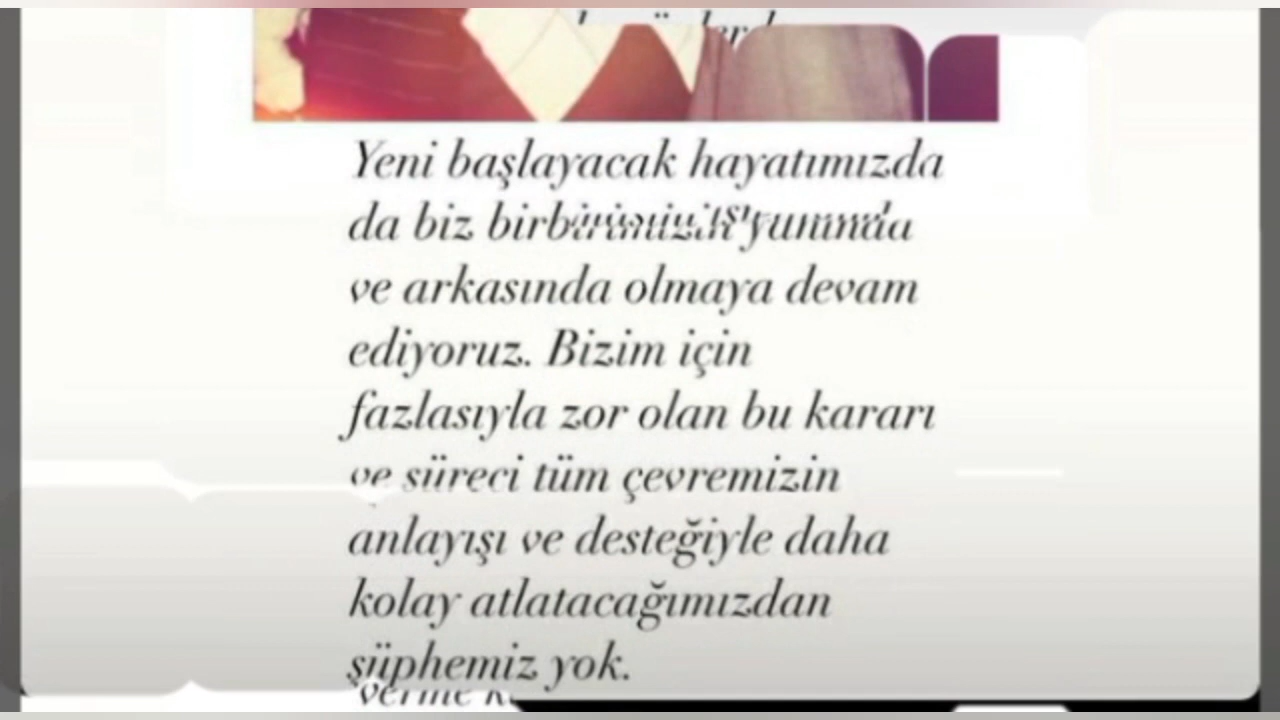 Yeni başlayacak hayatımızda
da biz
ve arkasında olmaya devam
ediyoruz. Bizim için
fazlasıyla zor olan bu kararı
ve süreci tüm çevremizin
anlayışı ve desteğiyle daha
kolay atlatacağımızdan
şüphemiz yok.